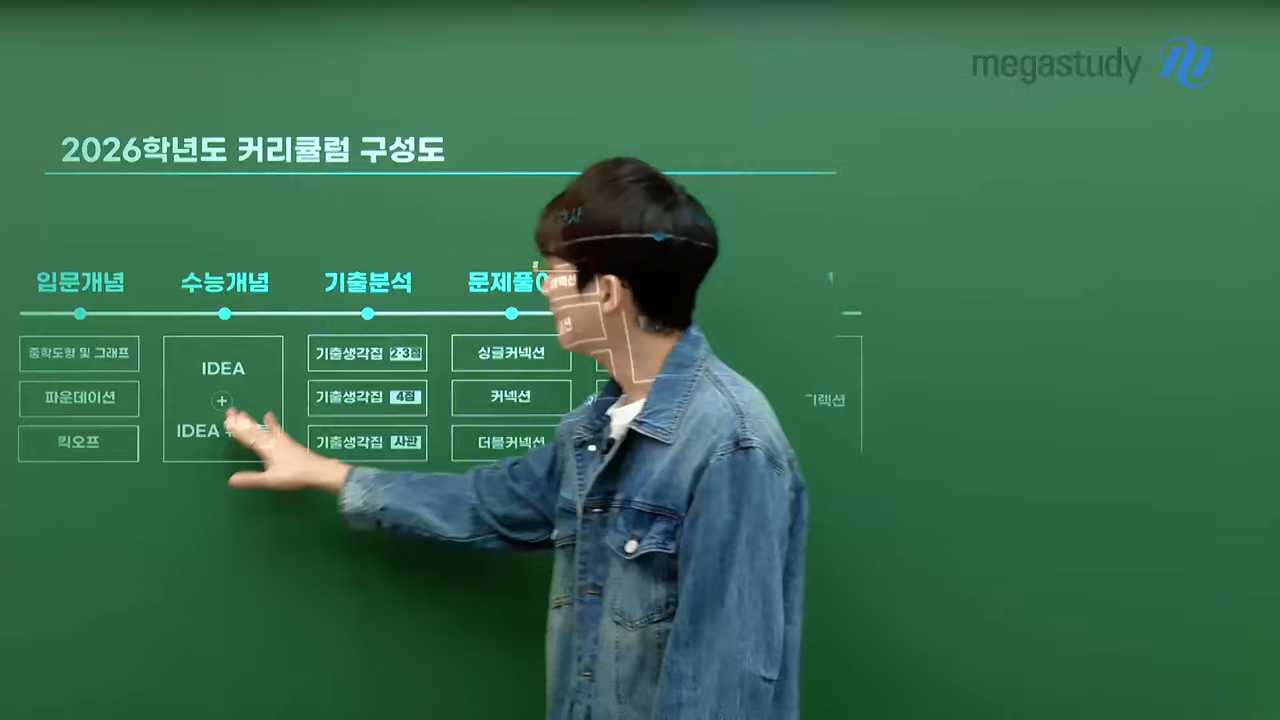 megastudy
2026학년도 커리큘럼 구성도
입문개념
수능개념
기출분석
중학도형 및 그래프
파운데이션
킥오프
IDEA
+
IDEA
기출생각집 2·3점
기출생각집 4점
기출생각집 사관
싱글커넥션
커넥션
더블커넥션